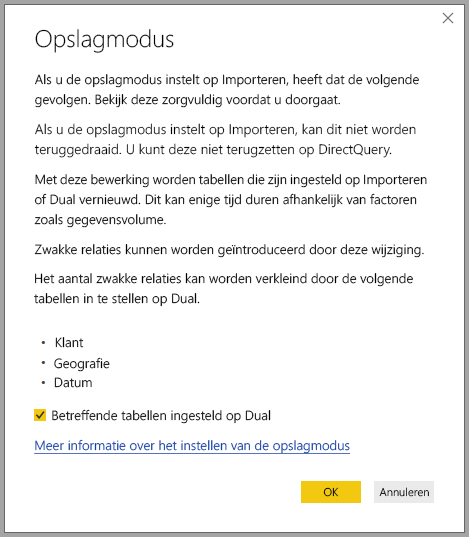 Opslagmodus
Als u de opslagmodus instelt op Importeren, heeft dat de volgende
gevolgen. Bekijk deze zorgvuldig voordat u doorgaat.
Als u de opslagmodus instelt op Importeren, kan dit niet worden
teruggedraaid. U kunt deze niet terugzetten op DirectQuery.
Met deze bewerking worden tabellen die zijn ingesteld op Importeren
of Dual vernieuwd. Dit kan enige tijd duren afhankelijk van factoren
zoals gegevensvolume.
Zwakke relaties kunnen worden geïntroduceerd door deze wijziging.
Het aantal zwakke relaties kan worden verkleind door de volgende
tabellen in te stellen op Dual.
• Klant
• Geografie
• Datum
Betreffende tabellen ingesteld op Dual
Meer informatie over het instellen van de opslagmodus
OK Annuleren